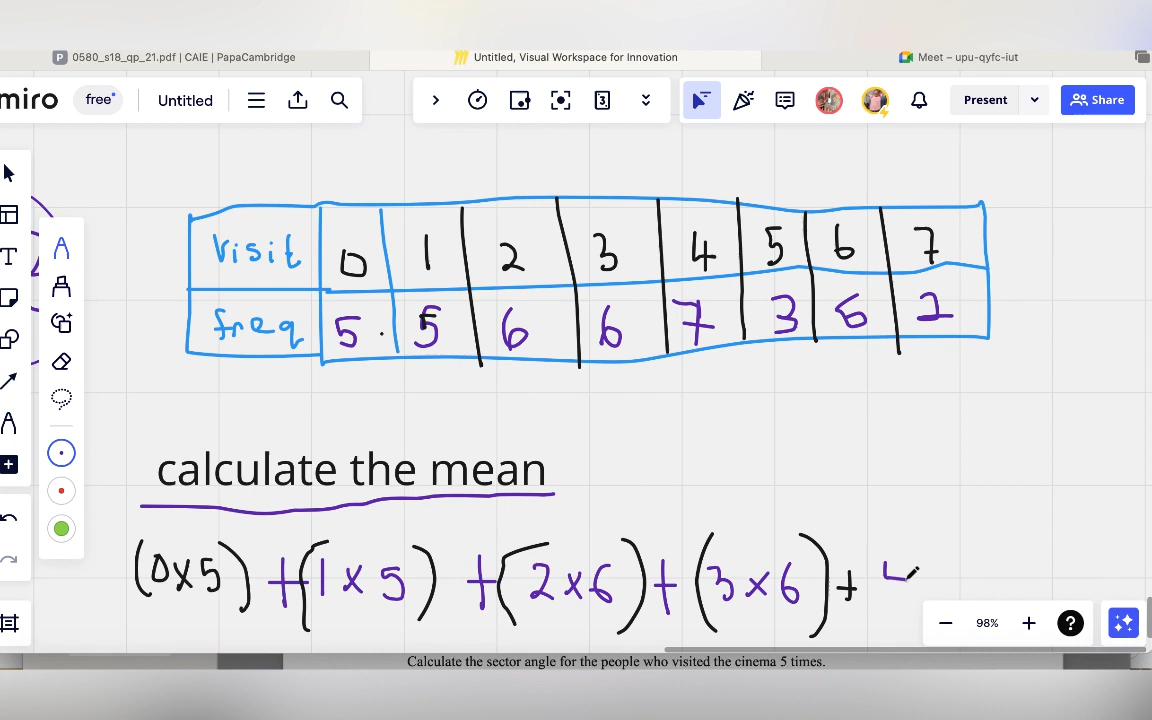 0580_s18_qp_21.pdf | CAIE | PapaCambridge
Untitled, Visual Workspace for Innovation
Meet – upu-qyfc-iut
miro free Untitled
Present Share
Visit 0 1 2 3 4 5 6 7
freq 5 . 5 6 6 7 3 6 2
calculate the mean
(0×5) + (1×5) + (2×6) + (3×6) +
98%
Calculate the sector angle for the people who visited the cinema 5 times.